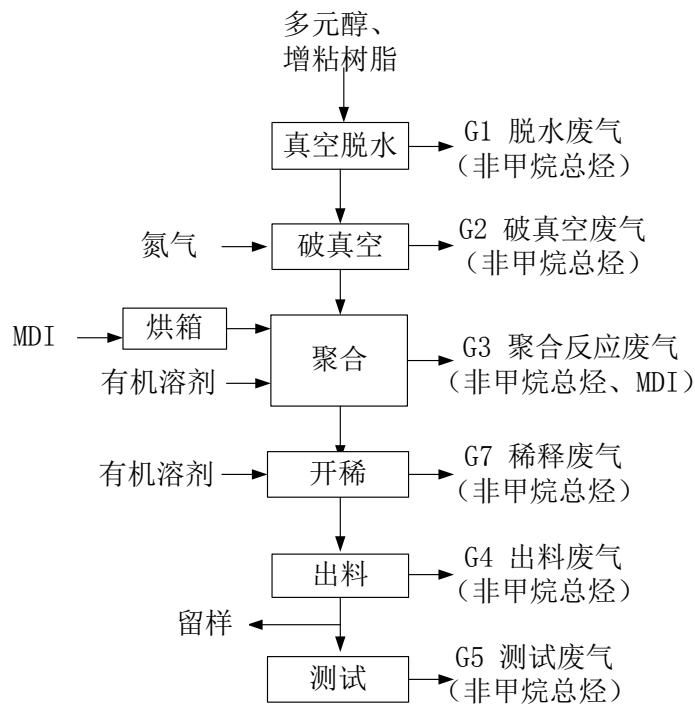 多元醇、
增粘树脂
真空脱水
G1 脱水废气
（非甲烷总烃）
氮气
破真空
G2 破真空废气
（非甲烷总烃）
MDI
烘箱
聚合
有机溶剂
G3 聚合反应废气
（非甲烷总烃、MDI）
有机溶剂
开稀
G7 稀释废气
（非甲烷总烃）
出料
G4 出料废气
（非甲烷总烃）
留样
测试
G5 测试废气
（非甲烷总烃）